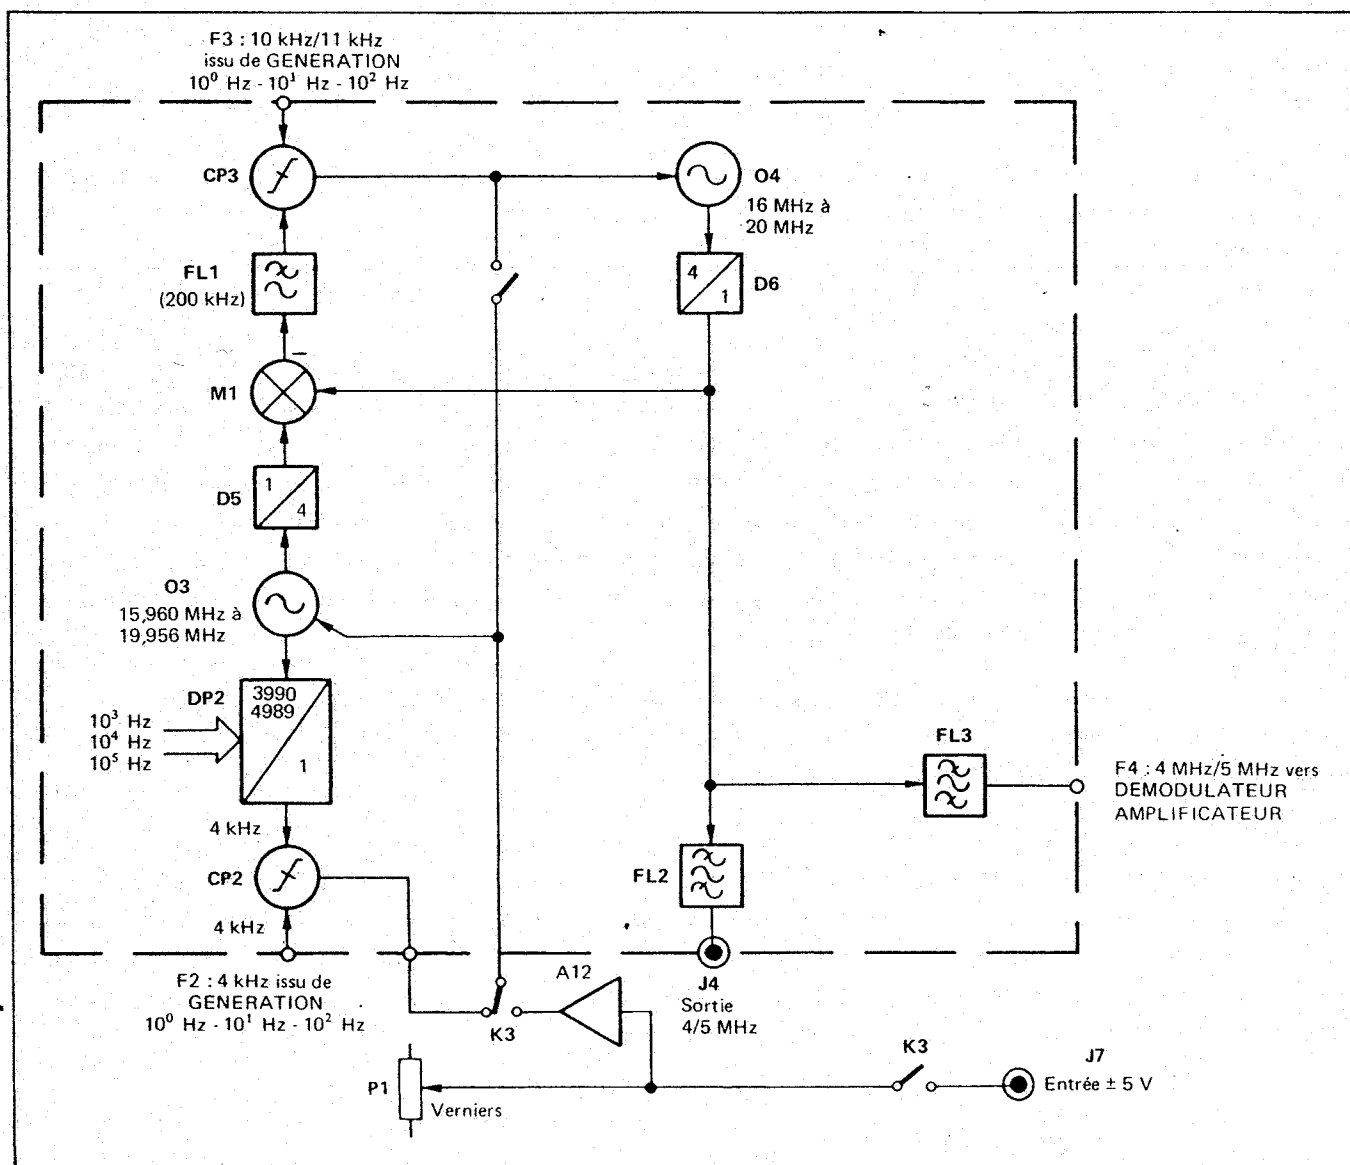 F3 : 10 kHz/11 kHz
issu de GENERATION
10⁰ Hz - 10¹ Hz - 10² Hz
CP3
O4
16 MHz à
20 MHz
FL1
(200 kHz)
4
1
D6
M1
D5
1
4
O3
15,960 MHz à
19,956 MHz
DP2
3990
4989
1
10³ Hz
10⁴ Hz
10⁵ Hz
FL3
F4 : 4 MHz/5 MHz vers
DEMODULATEUR
AMPLIFICATEUR
4 kHz
CP2
FL2
4 kHz
F2 : 4 kHz issu de
GENERATION
10⁰ Hz - 10¹ Hz - 10² Hz
A12
J4
Sortie
4/5 MHz
K3
K3
J7
Entrée ± 5 V
P1
Verniers